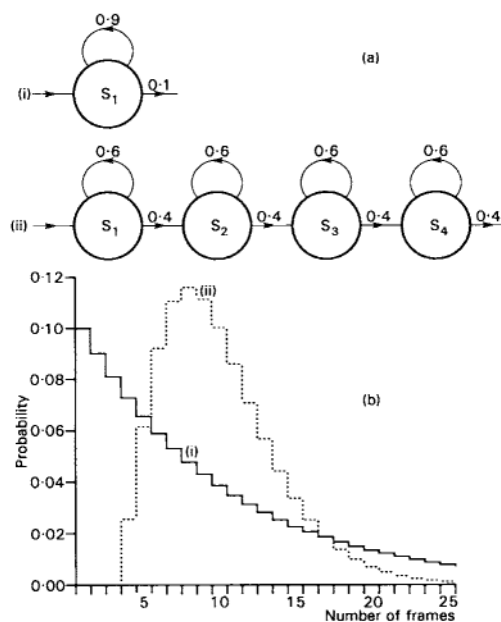 0·9
(a)
(i) S1 0·1
0·6 0·6 0·6 0·6
(ii) S1 0·4 S2 0·4 S3 0·4 S4 0·4
0·12
(ii)
0·10
0·08
Probability
(b)
0·06
(i)
0·04
0·02
0·00
5 10 15 20 25
Number of frames